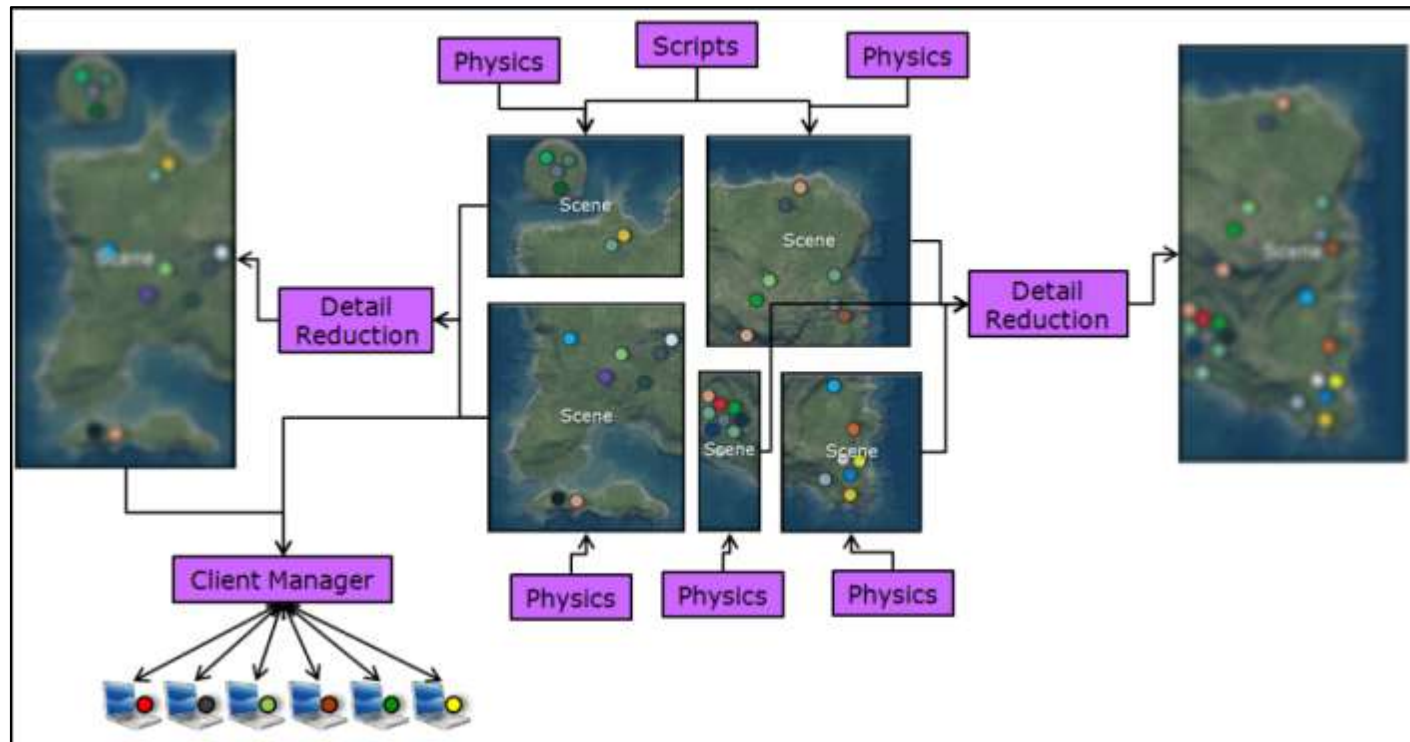 Scripts
Physics
Physics
Scene
Scene
Scene
Scene
Detail
Reduction
Detail
Reduction
Scene
Scene
Scene
Client Manager
Physics
Physics
Physics